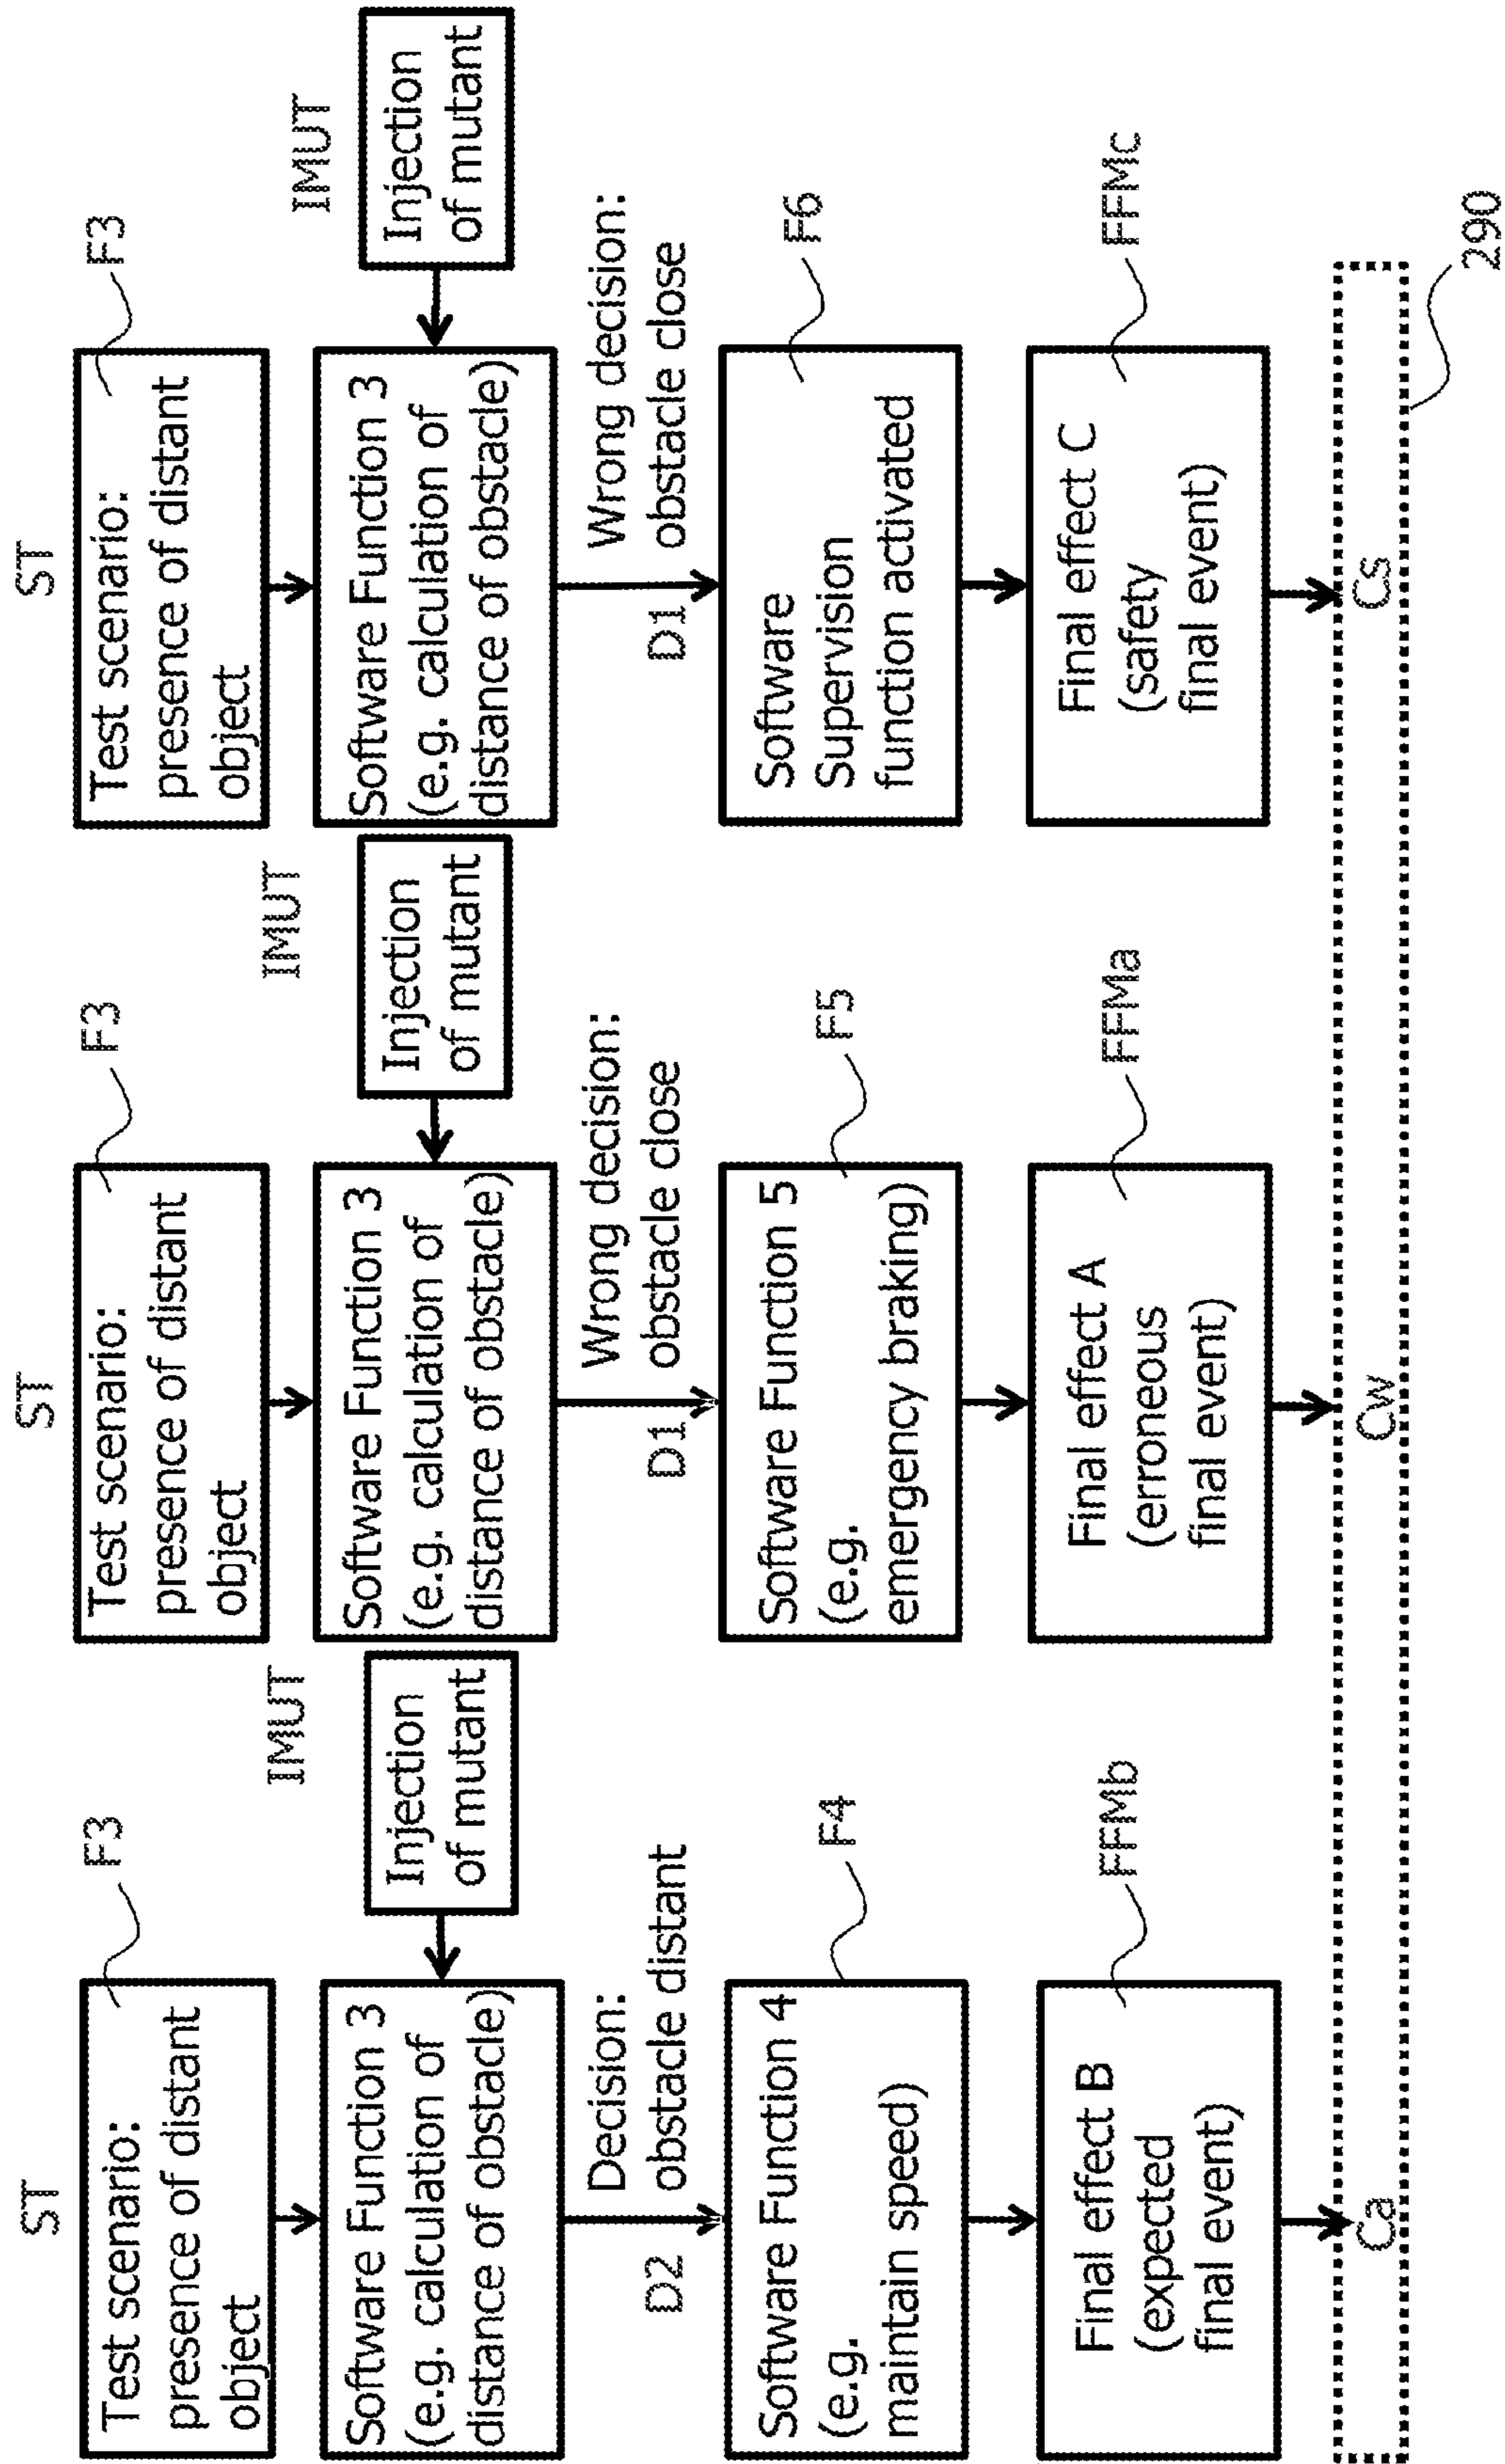 ST
F3
Test scenario:
presence of distant
object
IMUT
Injection
of mutant
Software Function 3
(e.g. calculation of
distance of obstacle)
D2
Decision:
obstacle distant
F4
Software Function 4
(e.g.
maintain speed)
FFMb
Final effect B
(expected
final event)
Ca
ST
F3
Test scenario:
presence of distant
object
IMUT
Injection
of mutant
Software Function 3
(e.g. calculation of
distance of obstacle)
D1
Wrong decision:
obstacle close
F5
Software Function 5
(e.g.
emergency braking)
FFMa
Final effect A
(erroneous
final event)
Cw
ST
F3
Test scenario:
presence of distant
object
IMUT
Injection
of mutant
Software Function 3
(e.g. calculation of
distance of obstacle)
D1
Wrong decision:
obstacle close
F6
Software
Supervision
function activated
FFMc
Final effect C
(safety
final event)
Cs
290